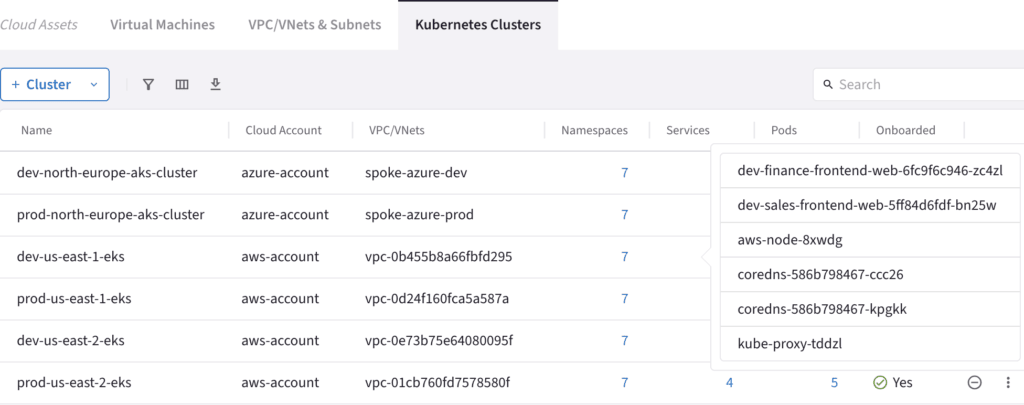 Cloud Assets Virtual Machines VPC/VNets & Subnets Kubernetes Clusters
+ Cluster Search
Name Cloud Account VPC/VNets Namespaces Services Pods Onboarded
dev-north-europe-aks-cluster azure-account spoke-azure-dev 7
prod-north-europe-aks-cluster azure-account spoke-azure-prod 7
dev-us-east-1-eks aws-account vpc-0b455b8a66fbfd295 7
prod-us-east-1-eks aws-account vpc-0d24f160fca5a587a 7
dev-us-east-2-eks aws-account vpc-0e73b75e64080095f 7
prod-us-east-2-eks aws-account vpc-01cb760fd7578580f 7 4 5 Yes
dev-finance-frontend-web-6fc9f6c946-zc4zl
dev-sales-frontend-web-5ff84d6fdf-bn25w
aws-node-8xwdg
coredns-586b798467-ccc26
coredns-586b798467-kpgkk
kube-proxy-tddzl